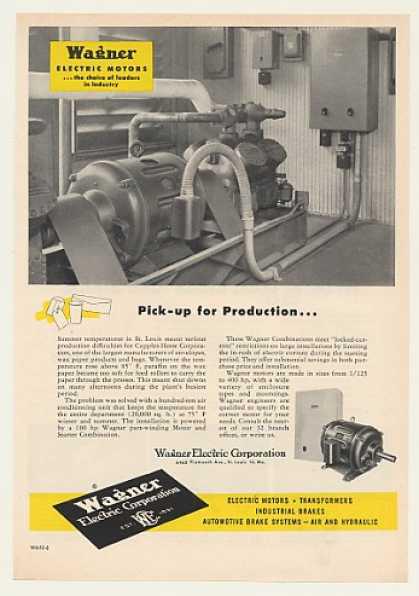 Wagner
ELECTRIC MOTORS
...the choice of leaders
in industry
Pick-up for Production...
Summer temperatures in St. Louis meant serious
production difficulties for Cupples-Hesse Corpora-
tion, one of the largest manufacturers of envelopes,
wax paper products and bags. Whenever the tem-
perature rose above 85° F, paraffin on the wax
paper became too soft for feed rollers to carry the
paper through the presses. This meant shut downs
on many afternoons during the plant's busiest
period.
The problem was solved with a hundred-ton air
conditioning unit that keeps the temperature for
the entire department (20,000 sq. ft.) at 75° F
winter and summer. The installation is powered
by a 100 hp Wagner part-winding Motor and
Starter Combination.
These Wagner Combinations meet "locked-cur-
rent" restrictions on large installations by limiting
the in-rush of electric current during the starting
period. They offer substantial savings in both pur-
chase price and installation.
Wagner motors are made in sizes from 1/125
to 400 hp, with a wide
variety of enclosure
types and mountings.
Wagner engineers are
qualified to specify the
correct motor for your
needs. Consult the near-
est of our 32 branch
offices, or write us.
Wagner Electric Corporation
6463 Plymouth Ave., St. Louis 14, Mo.
Wagner
Electric Corporation
EST. 1891
ELECTRIC MOTORS • TRANSFORMERS
INDUSTRIAL BRAKES
AUTOMOTIVE BRAKE SYSTEMS — AIR AND HYDRAULIC